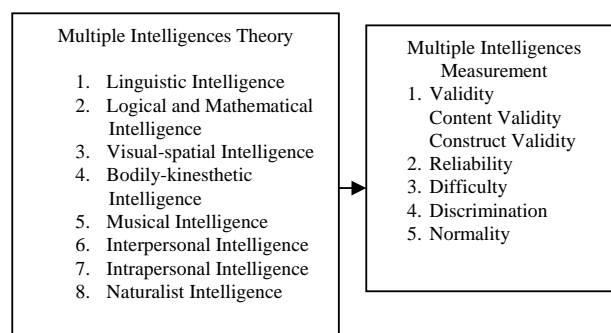 Multiple Intelligences Theory
1. Linguistic Intelligence
2. Logical and Mathematical
Intelligence
3. Visual-spatial Intelligence
4. Bodily-kinesthetic
Intelligence
5. Musical Intelligence
6. Interpersonal Intelligence
7. Intrapersonal Intelligence
8. Naturalist Intelligence
Multiple Intelligences
Measurement
1. Validity
Content Validity
Construct Validity
2. Reliability
3. Difficulty
4. Discrimination
5. Normality